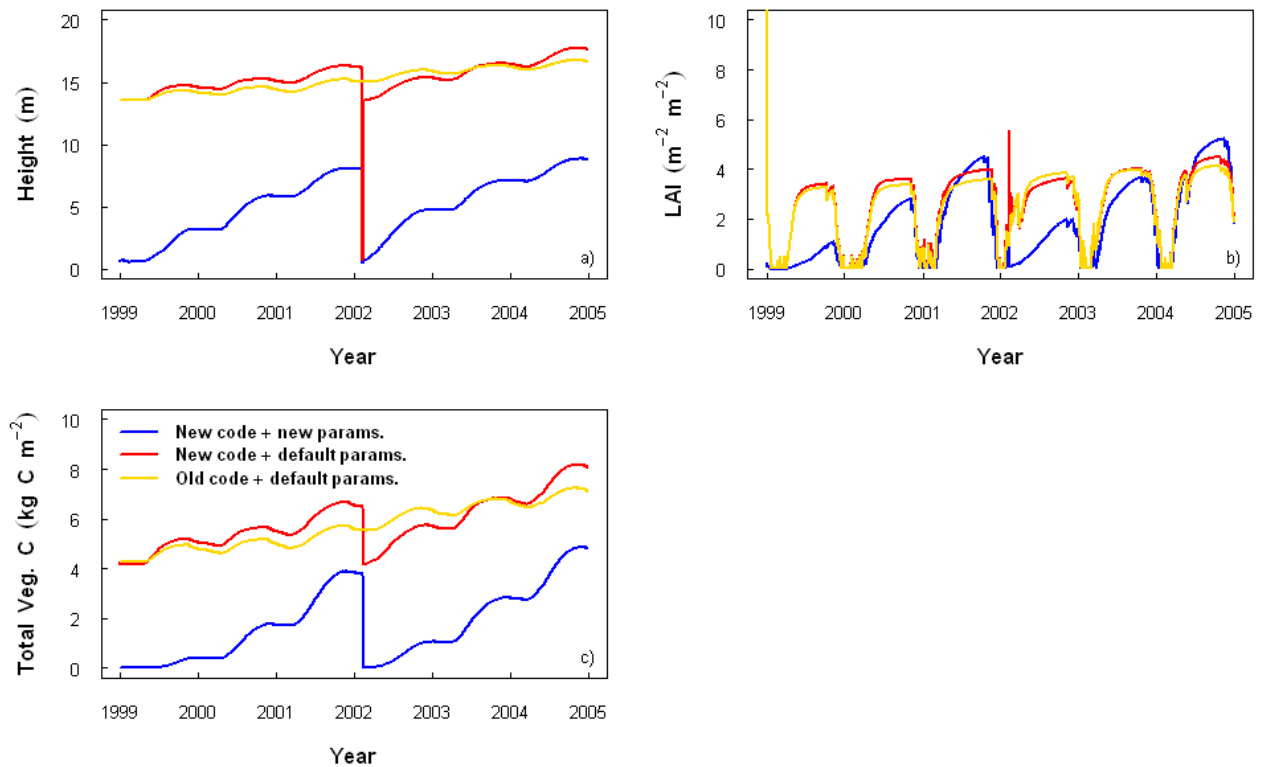 Height (m)
20
15
10
5
0
a)
1999 2000 2001 2002 2003 2004 2005
Year
LAI (m⁻² m⁻²)
10
8
6
4
2
0
b)
1999 2000 2001 2002 2003 2004 2005
Year
Total Veg. C (kg C m⁻²)
10
8
6
4
2
0
New code + new params.
New code + default params.
Old code + default params.
c)
1999 2000 2001 2002 2003 2004 2005
Year